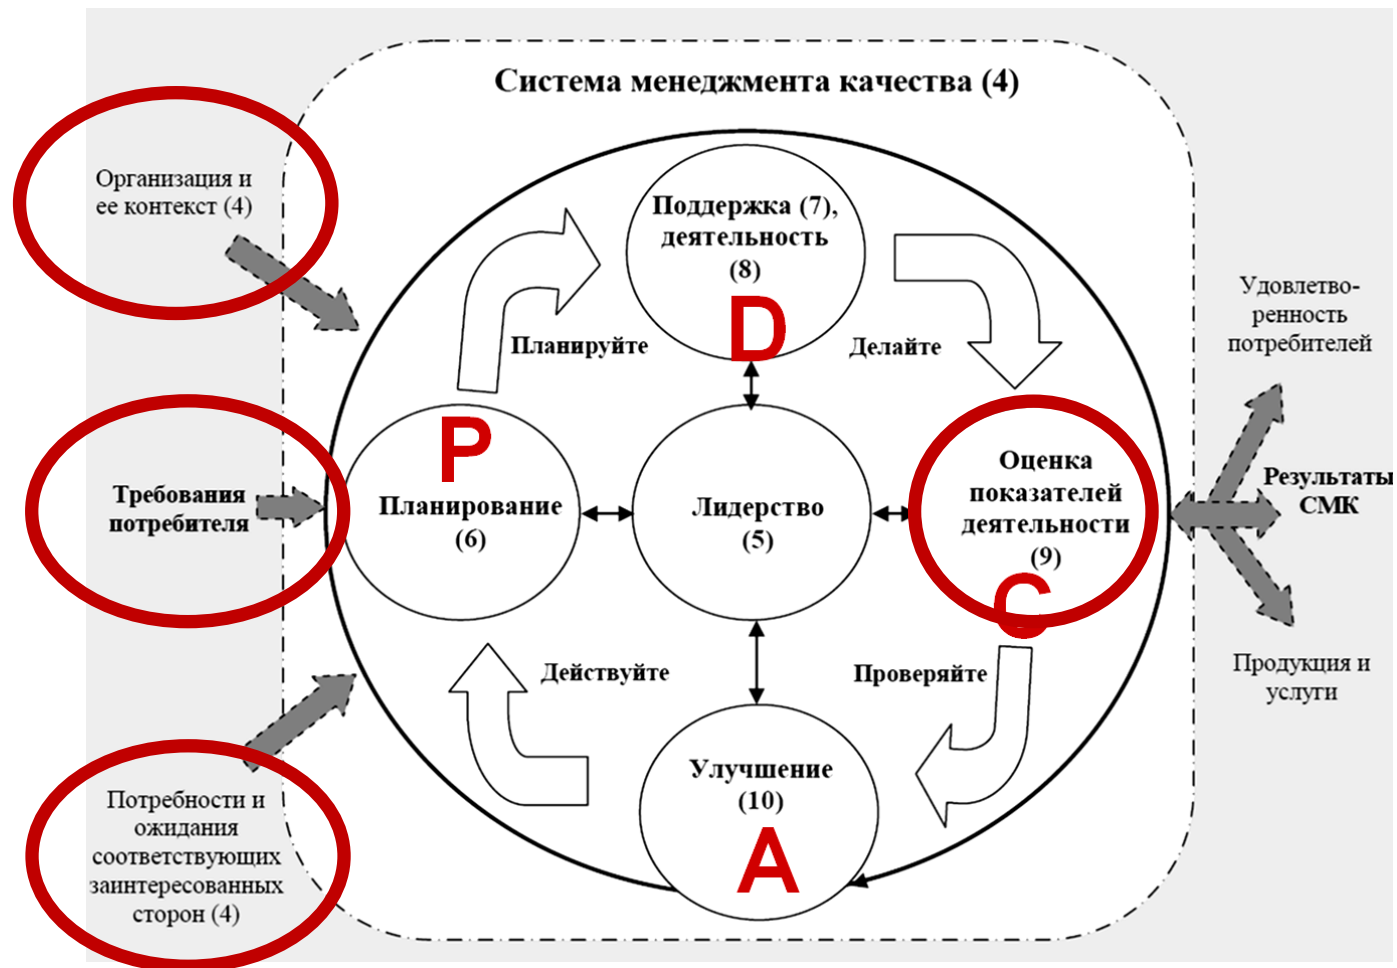 Система менеджмента качества (4)
Организация и
ее контекст (4)
Поддержка (7),
деятельность
(8)
D
Планируйте
Делайте
Удовлетво-
ренность
потребителей
P
Требования
потребителя
Планирование
(6)
Лидерство
(5)
Оценка
показателей
деятельности
(9)
C
Результаты
СМК
Действуйте
Проверяйте
Продукция и
услуги
Улучшение
(10)
A
Потребности и
ожидания
соответствующих
заинтересованных
сторон (4)